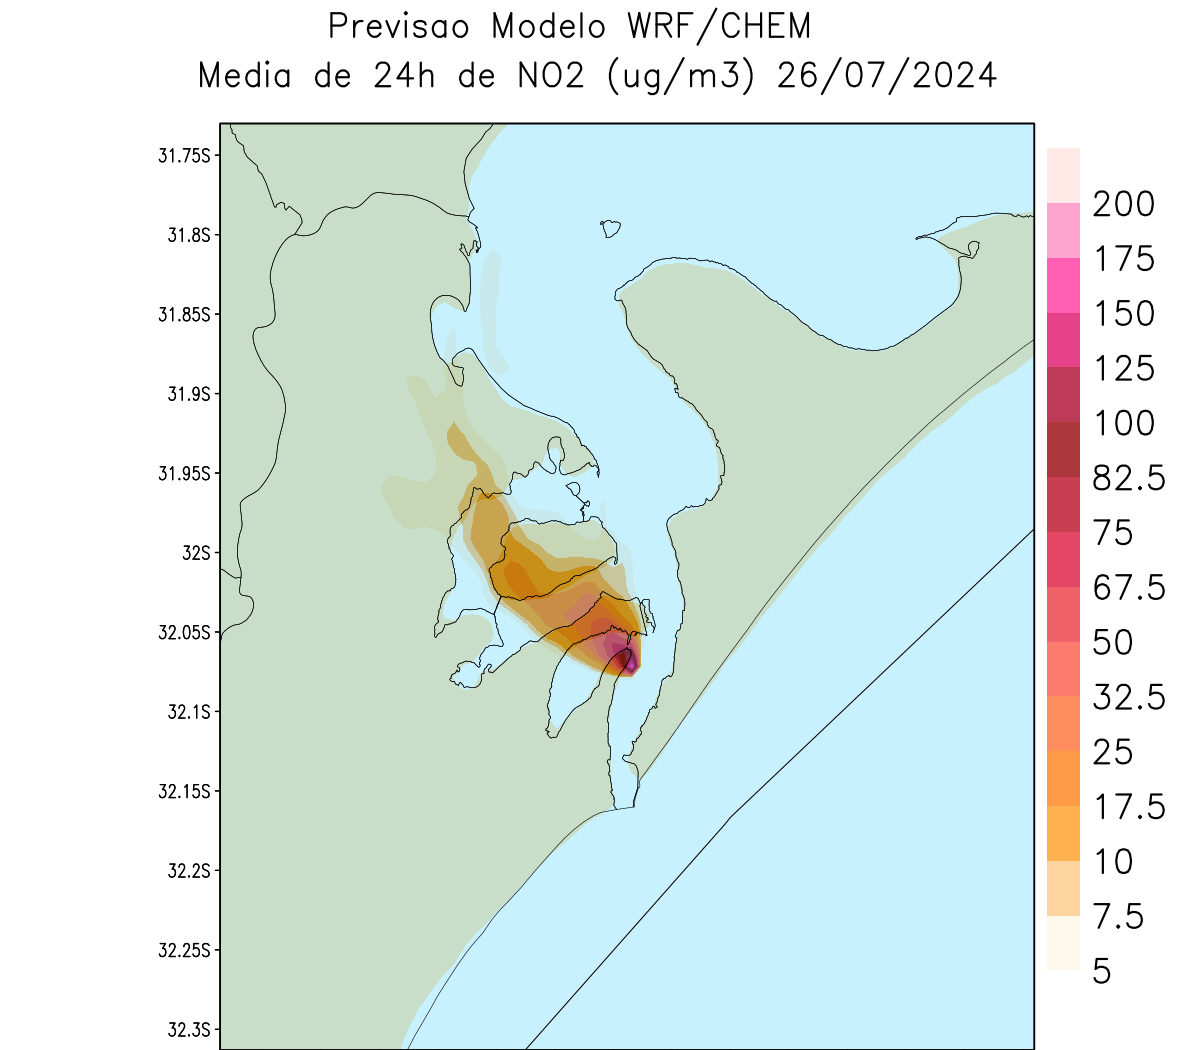 Previsao Modelo WRF/CHEM
Media de 24h de NO2 (ug/m3) 26/07/2024
31.75S
31.8S
31.85S
31.9S
31.95S
32S
32.05S
32.1S
32.15S
32.2S
32.25S
32.3S
200
175
150
125
100
82.5
75
67.5
50
32.5
25
17.5
10
7.5
5